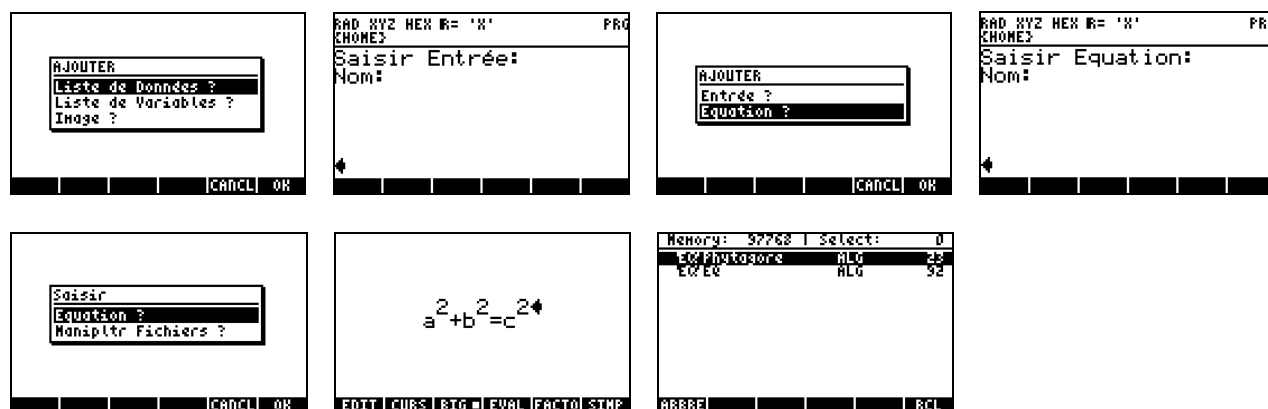 AJOUTER
Liste de Données ?
Liste de Variables ?
Image ?
CANCL OK
RAD XYZ HEX R= 'X' PRG
{HOME}
Saisir Entrée:
Nom:
AJOUTER
Entrée ?
Equation ?
CANCL OK
RAD XYZ HEX R= 'X' PR
{HOME}
Saisir Equation:
Nom:
Saisir
Equation ?
Manipltr Fichiers ?
CANCL OK
a²+b²=c²
EDIT CURS BIG EVAL FACTO SIMP
Memory: 97768 | Select: 0
EQ/Phytagore ALG 23
EQ/EQ ALG 92
ARBRE RCL